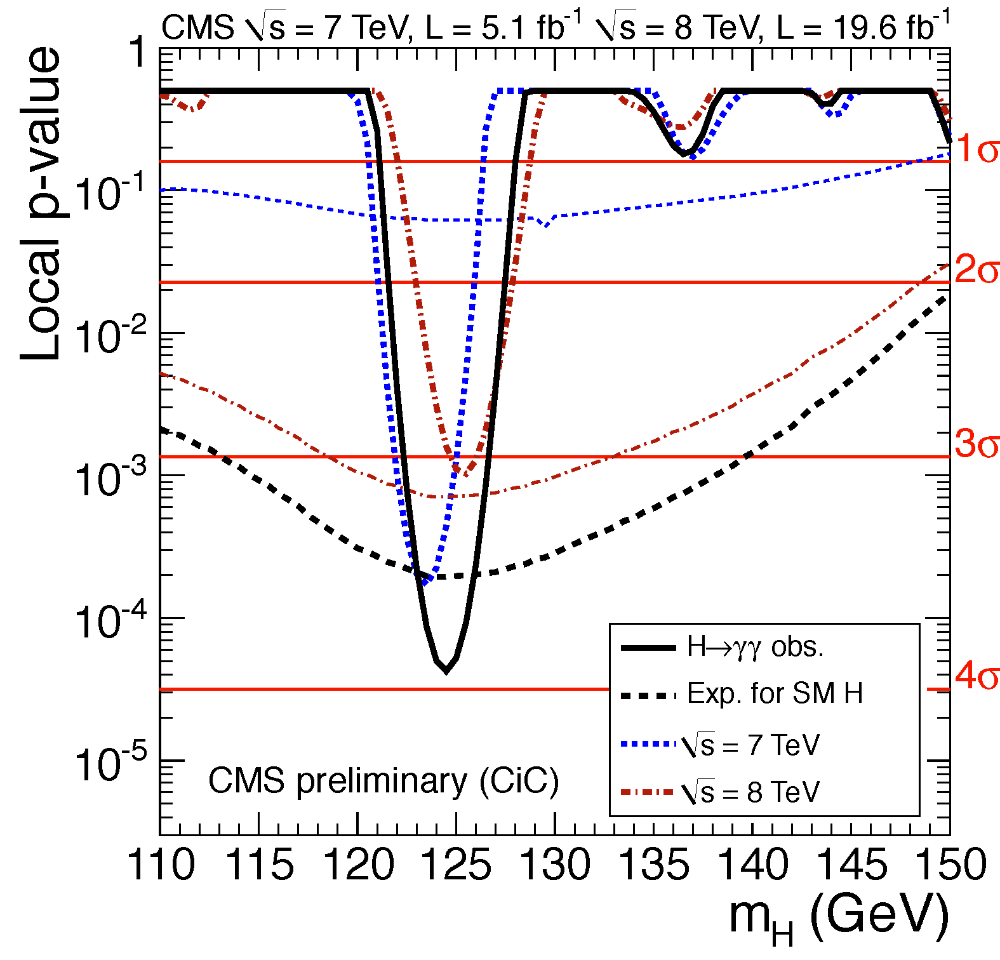 CMS √s = 7 TeV, L = 5.1 fb⁻¹ √s = 8 TeV, L = 19.6 fb⁻¹
Local p-value
1
10⁻¹
10⁻²
10⁻³
10⁻⁴
10⁻⁵
1σ
2σ
3σ
4σ
H→γγ obs.
Exp. for SM H
√s = 7 TeV
√s = 8 TeV
CMS preliminary (CiC)
110 115 120 125 130 135 140 145 150
m_H (GeV)